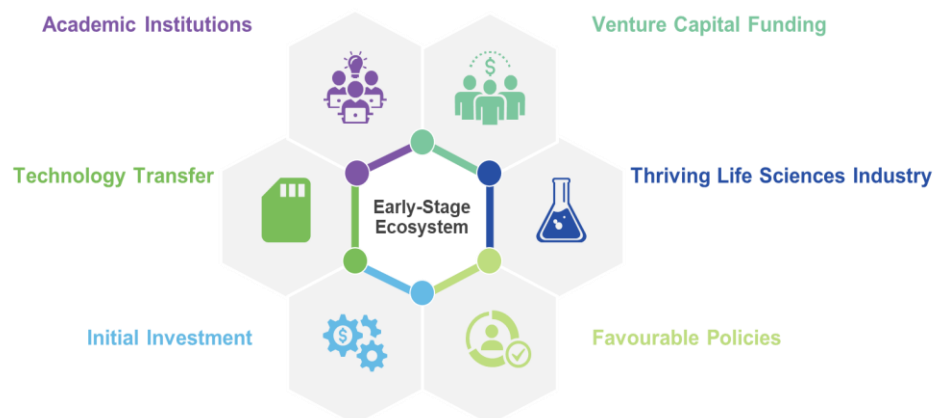 Academic Institutions
Venture Capital Funding
$
Technology Transfer
Thriving Life Sciences Industry
Early-Stage
Ecosystem
Initial Investment
$
Favourable Policies